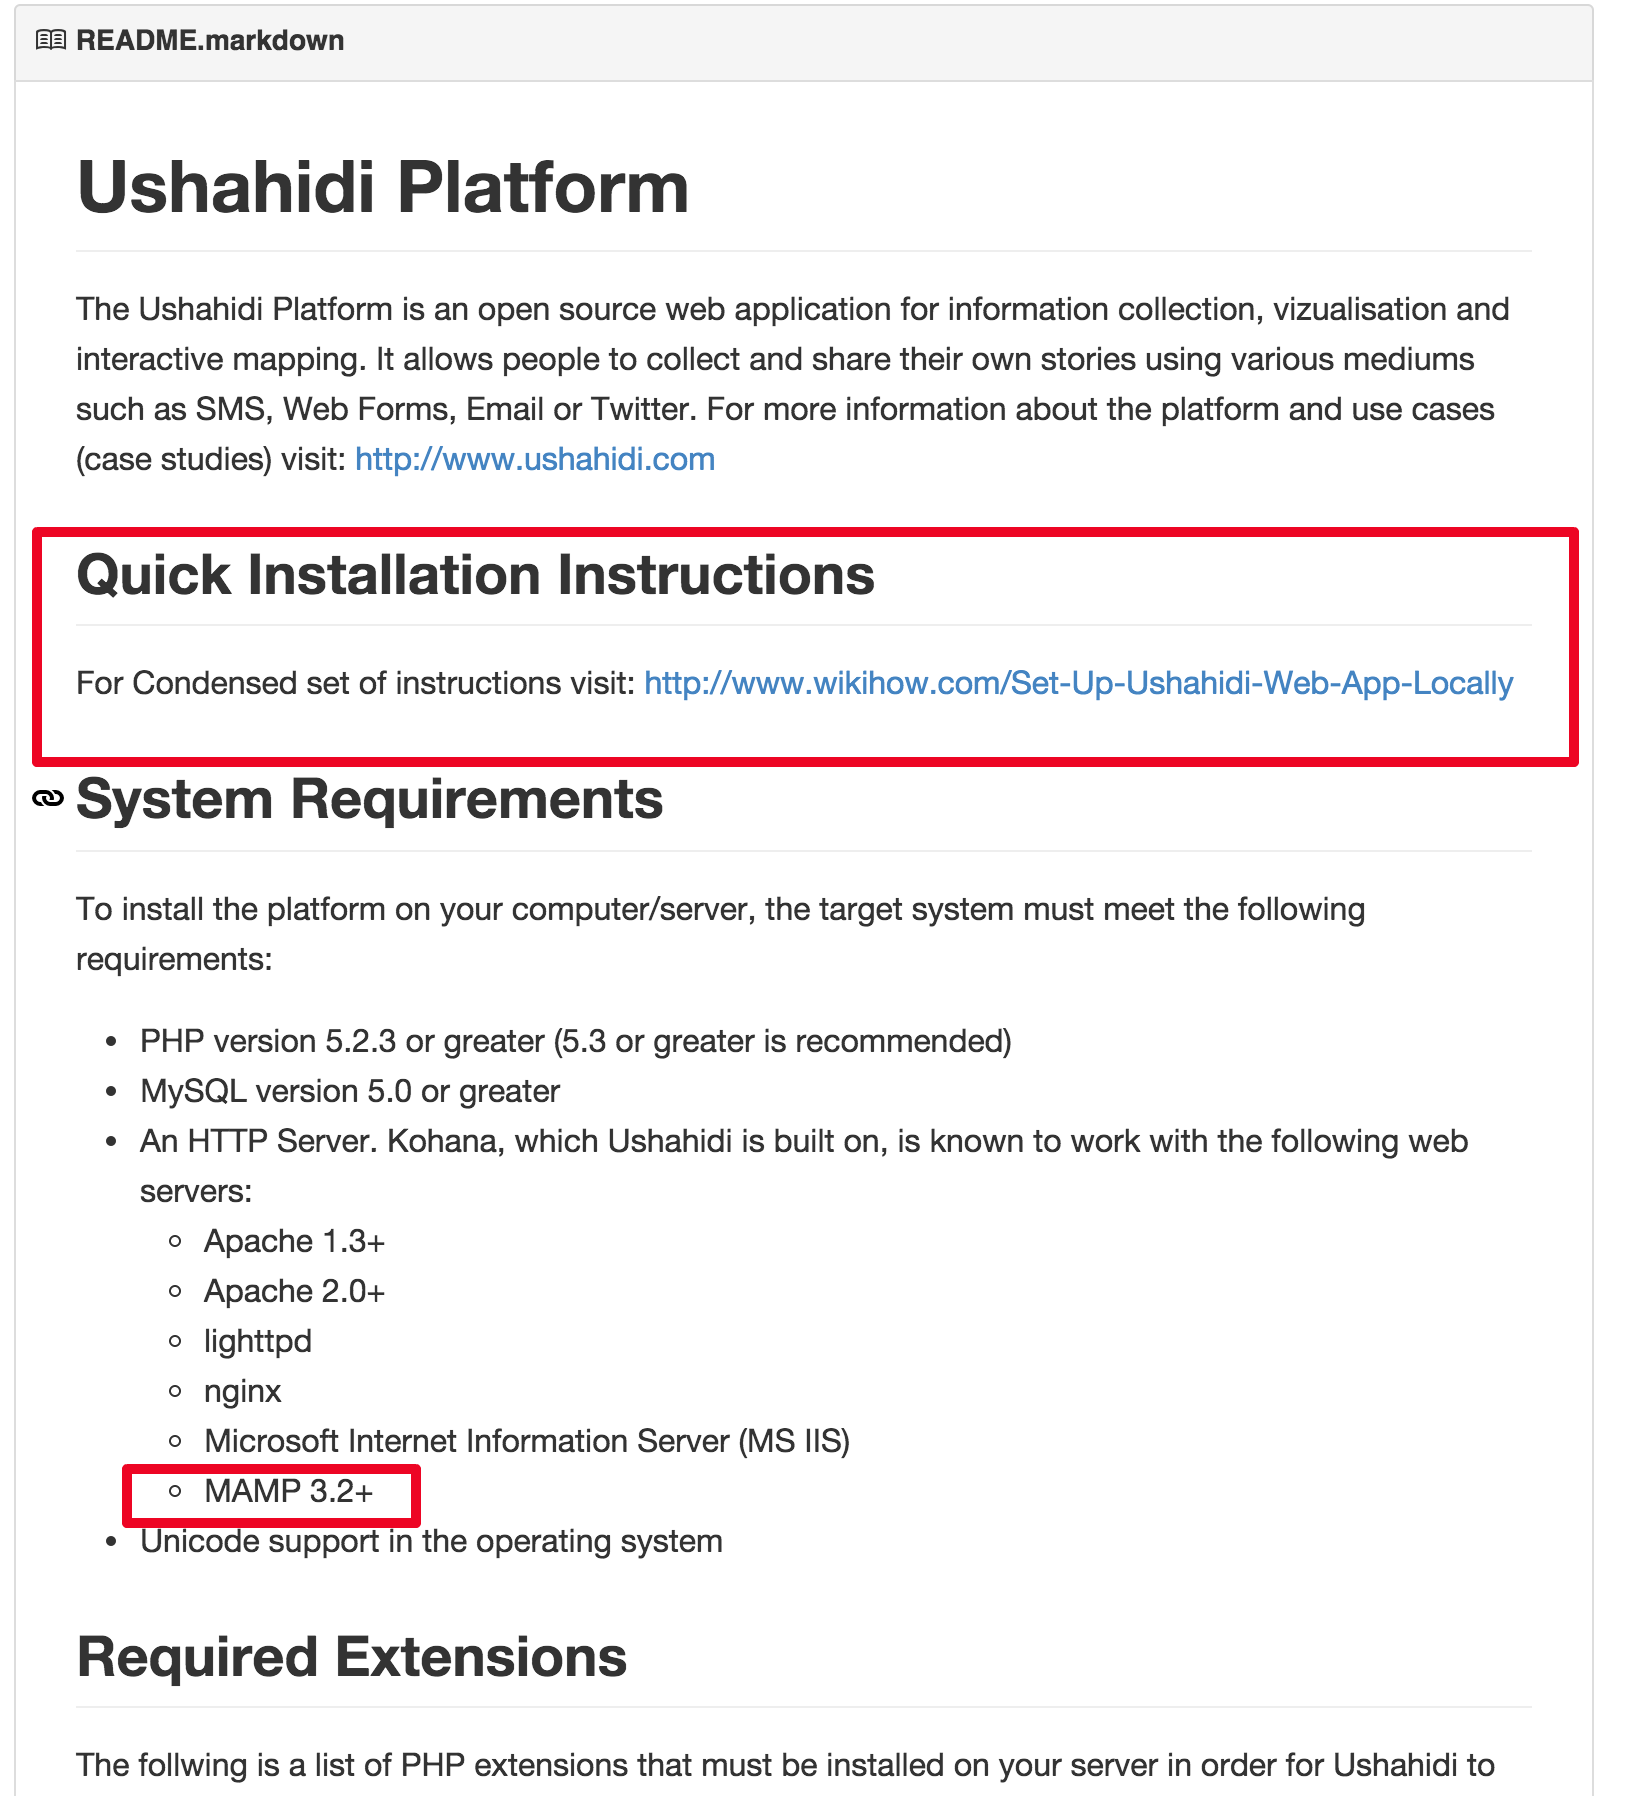 README.markdown
Ushahidi Platform
The Ushahidi Platform is an open source web application for information collection, vizualisation and
interactive mapping. It allows people to collect and share their own stories using various mediums
such as SMS, Web Forms, Email or Twitter. For more information about the platform and use cases
(case studies) visit: http://www.ushahidi.com
Quick Installation Instructions
For Condensed set of instructions visit: http://www.wikihow.com/Set-Up-Ushahidi-Web-App-Locally
System Requirements
To install the platform on your computer/server, the target system must meet the following
requirements:
• PHP version 5.2.3 or greater (5.3 or greater is recommended)
• MySQL version 5.0 or greater
• An HTTP Server. Kohana, which Ushahidi is built on, is known to work with the following web
servers:
○ Apache 1.3+
○ Apache 2.0+
○ lighttpd
○ nginx
○ Microsoft Internet Information Server (MS IIS)
○ MAMP 3.2+
• Unicode support in the operating system
Required Extensions
The follwing is a list of PHP extensions that must be installed on your server in order for Ushahidi to